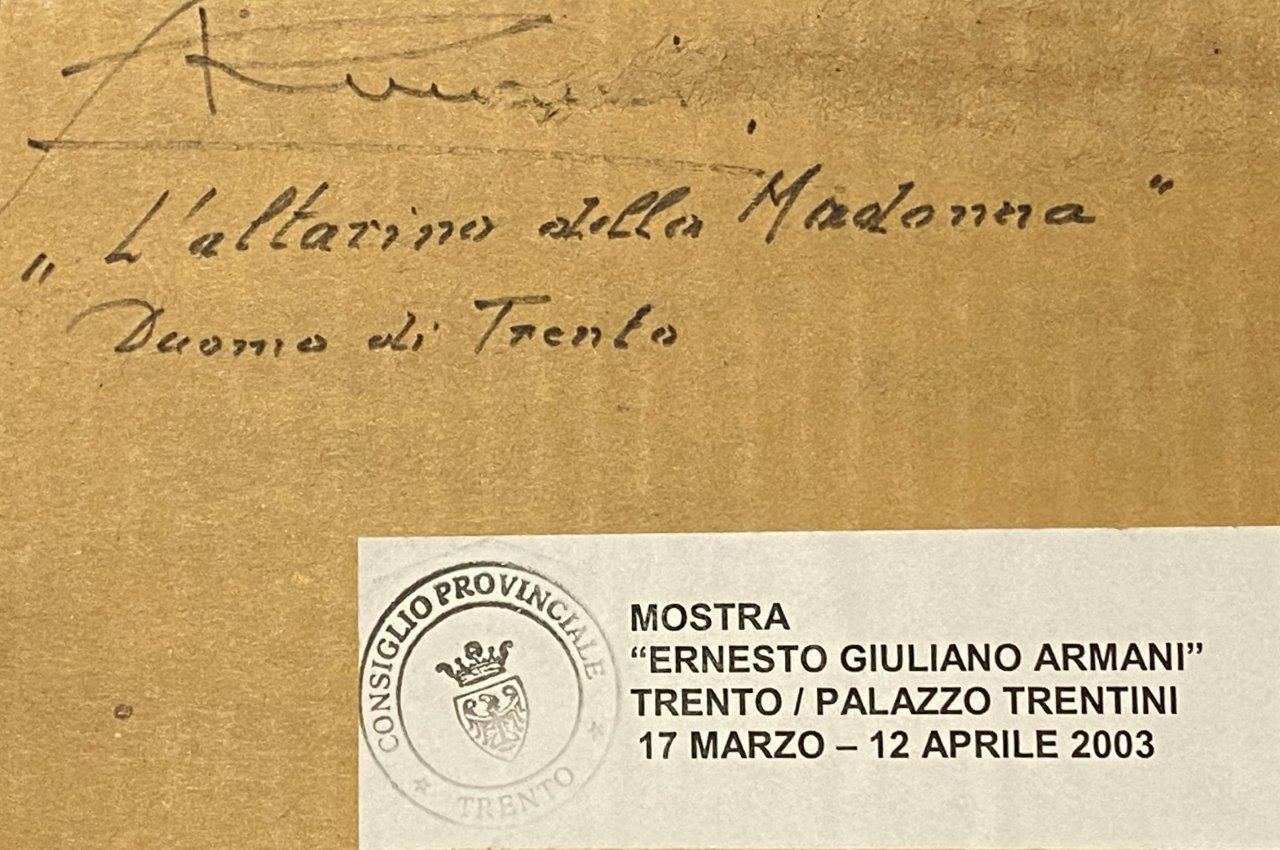 „L'altarino della Madonna"
Duomo di Trento
CONSIGLIO PROVINCIALE
★ TRENTO ★
MOSTRA
“ERNESTO GIULIANO ARMANI”
TRENTO / PALAZZO TRENTINI
17 MARZO – 12 APRILE 2003